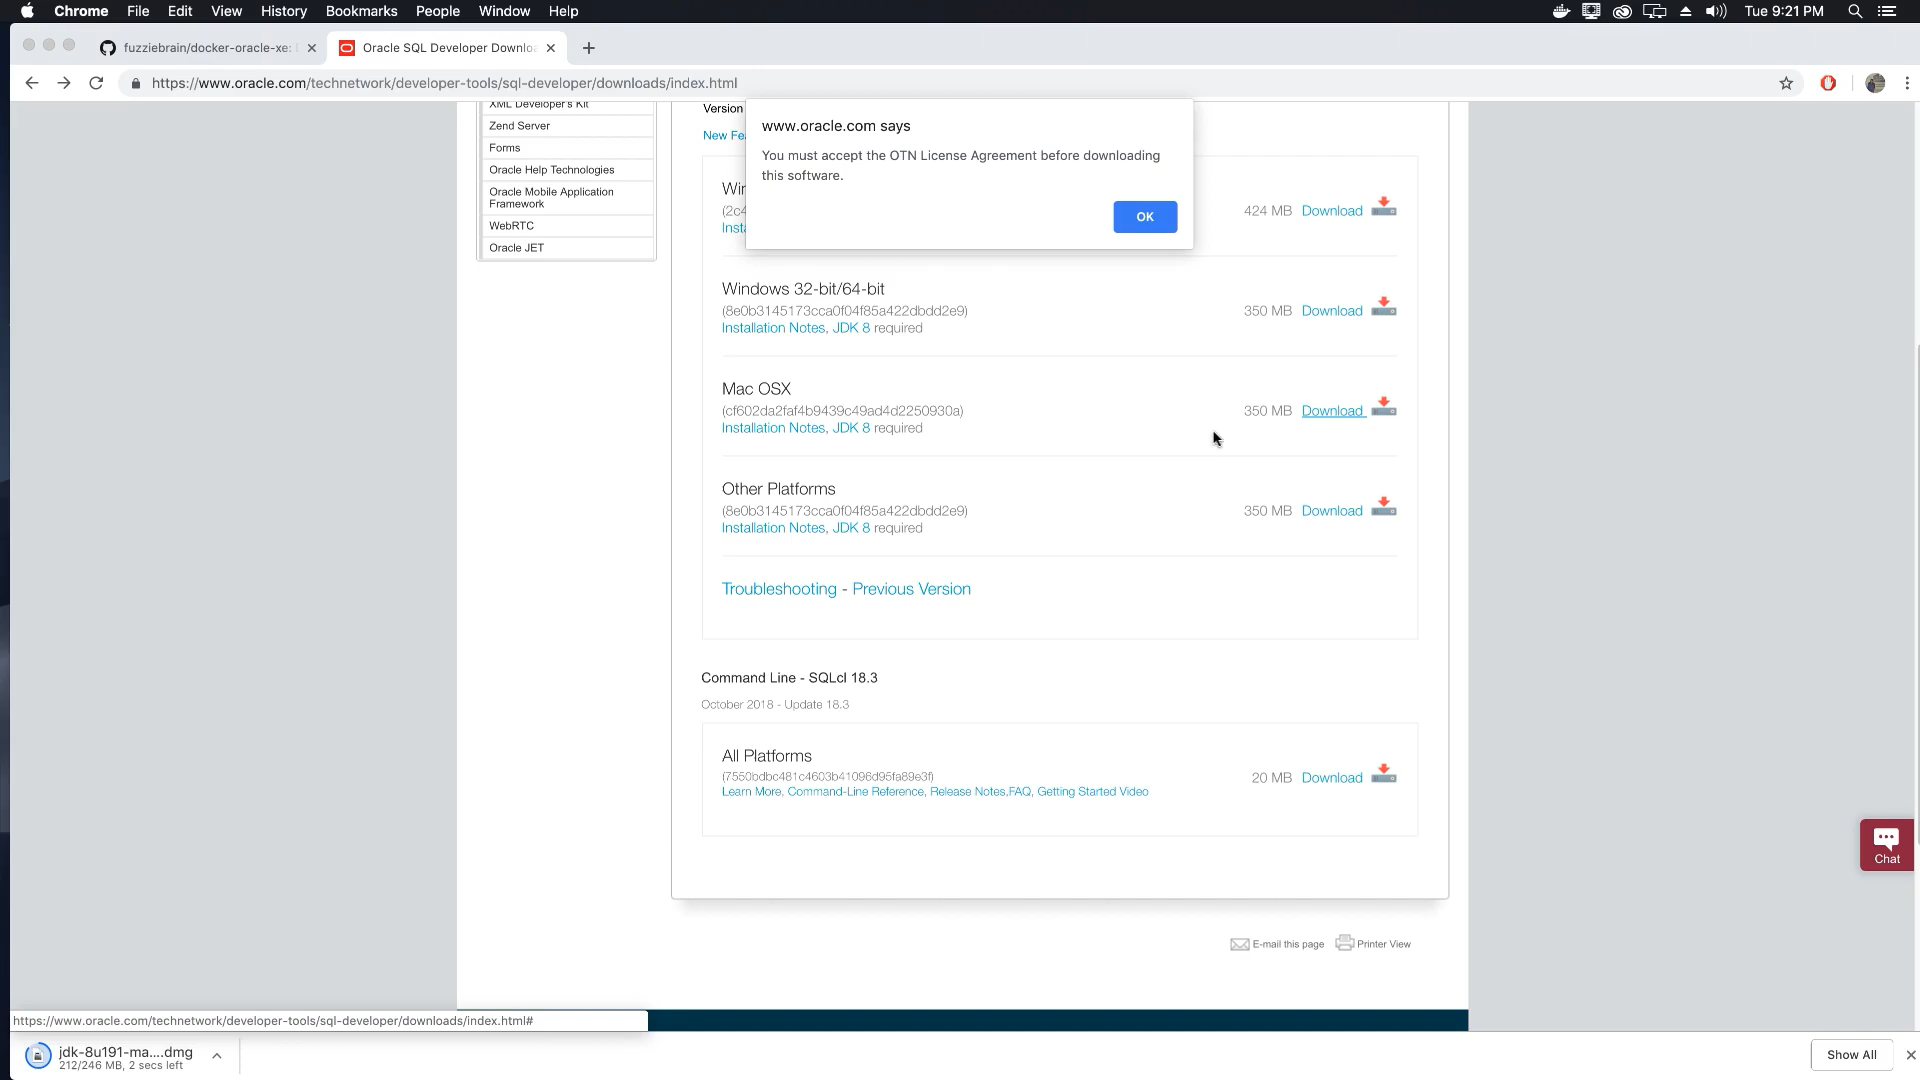 Chrome File Edit View History Bookmarks People Window Help Tue 9:21 PM
fuzziebrain/docker-oracle-xe: Oracle SQL Developer Downlo
https://www.oracle.com/technetwork/developer-tools/sql-developer/downloads/index.html
XML Developer's Kit
Zend Server
Forms
Oracle Help Technologies
Oracle Mobile Application
Framework
WebRTC
Oracle JET
Version
New Fea
www.oracle.com says
You must accept the OTN License Agreement before downloading
this software.
OK
Win
(2c4
Insta
424 MB Download
Windows 32-bit/64-bit
(8e0b3145173cca0f04f85a422dbdd2e9)
350 MB Download
Installation Notes, JDK 8 required
Mac OSX
(cf602da2faf4b9439c49ad4d2250930a)
350 MB Download
Installation Notes, JDK 8 required
Other Platforms
(8e0b3145173cca0f04f85a422dbdd2e9)
350 MB Download
Installation Notes, JDK 8 required
Troubleshooting - Previous Version
Command Line - SQLcl 18.3
October 2018 - Update 18.3
All Platforms
(7550bdbc481c4603b41096d95fa89e3f)
20 MB Download
Learn More, Command-Line Reference, Release Notes,FAQ, Getting Started Video
Chat
E-mail this page Printer View
https://www.oracle.com/technetwork/developer-tools/sql-developer/downloads/index.html#
jdk-8u191-ma....dmg
212/246 MB, 2 secs left
Show All